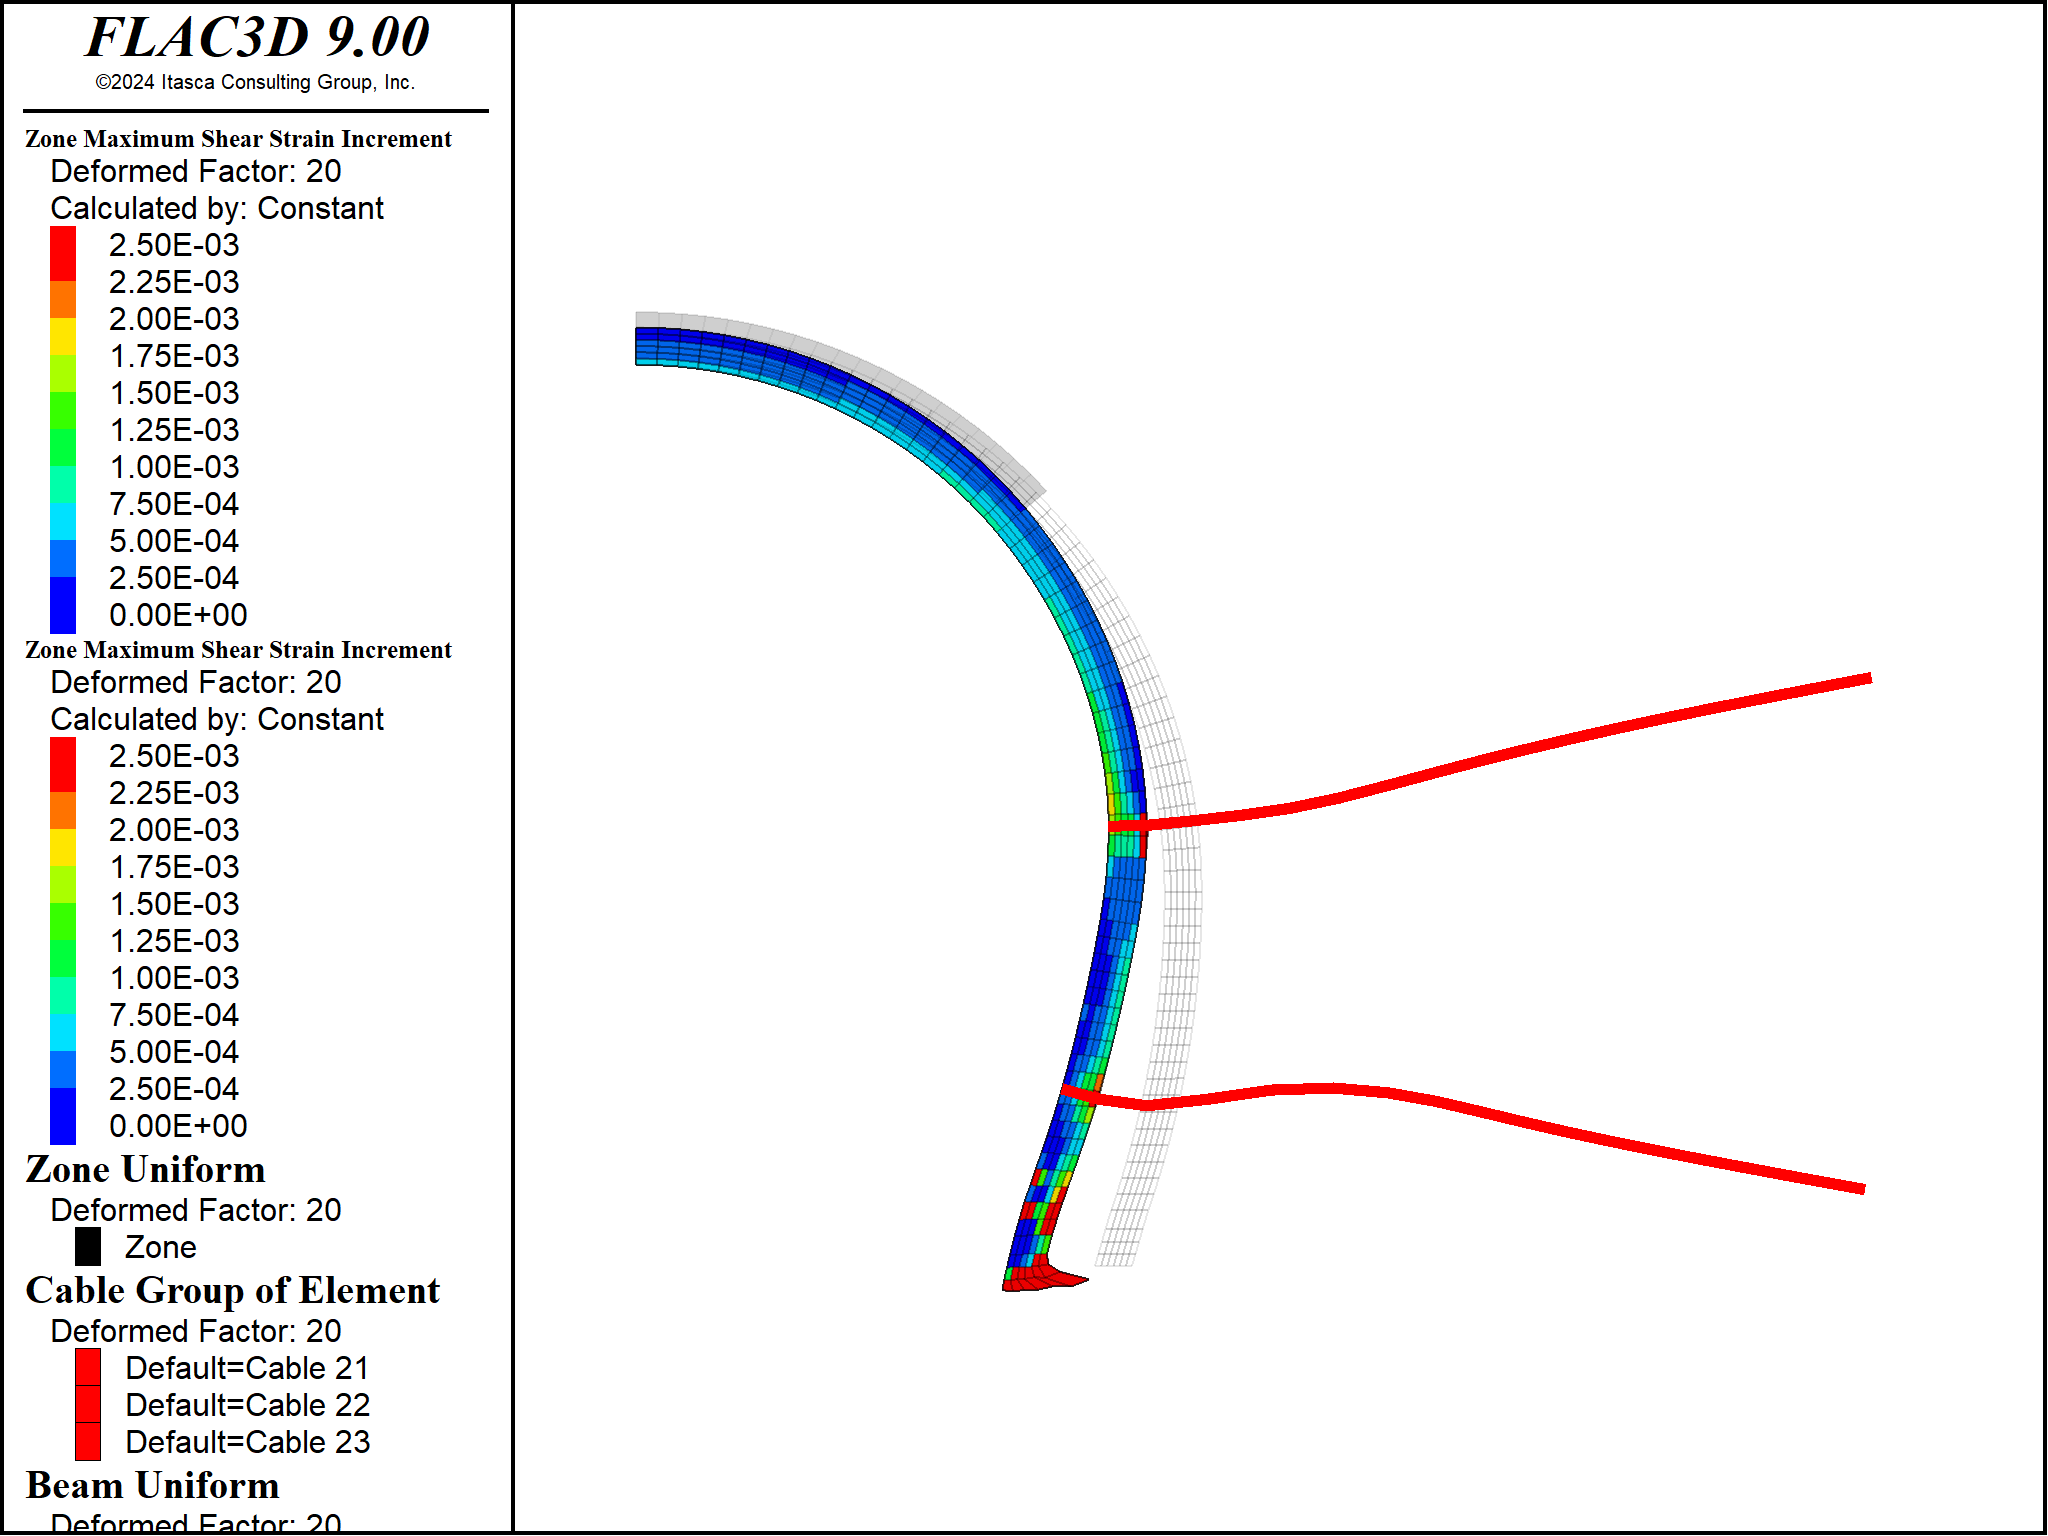 FLAC3D 9.00
©2024 Itasca Consulting Group, Inc.
Zone Maximum Shear Strain Increment
Deformed Factor: 20
Calculated by: Constant
2.50E-03
2.25E-03
2.00E-03
1.75E-03
1.50E-03
1.25E-03
1.00E-03
7.50E-04
5.00E-04
2.50E-04
0.00E+00
Zone Maximum Shear Strain Increment
Deformed Factor: 20
Calculated by: Constant
2.50E-03
2.25E-03
2.00E-03
1.75E-03
1.50E-03
1.25E-03
1.00E-03
7.50E-04
5.00E-04
2.50E-04
0.00E+00
Zone Uniform
Deformed Factor: 20
Zone
Cable Group of Element
Deformed Factor: 20
Default=Cable 21
Default=Cable 22
Default=Cable 23
Beam Uniform
Deformed Factor: 20